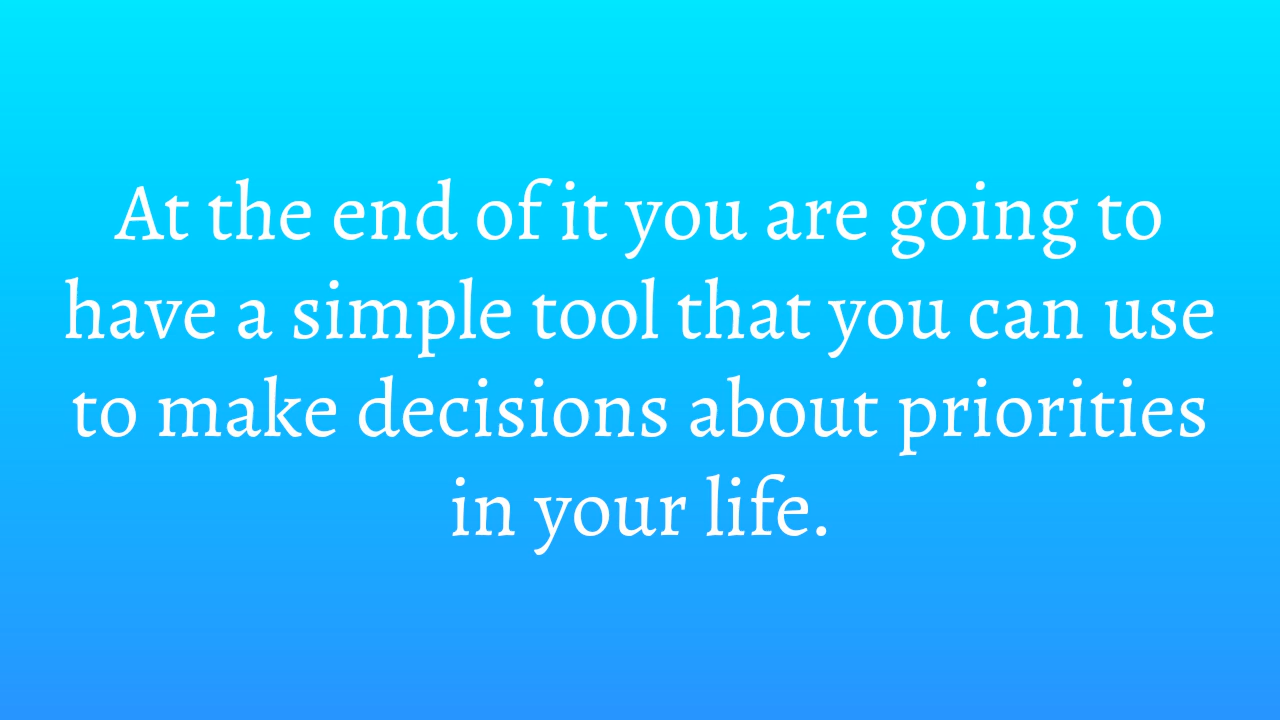 At the end of it you are going to
have a simple tool that you can use
to make decisions about priorities
in your life.